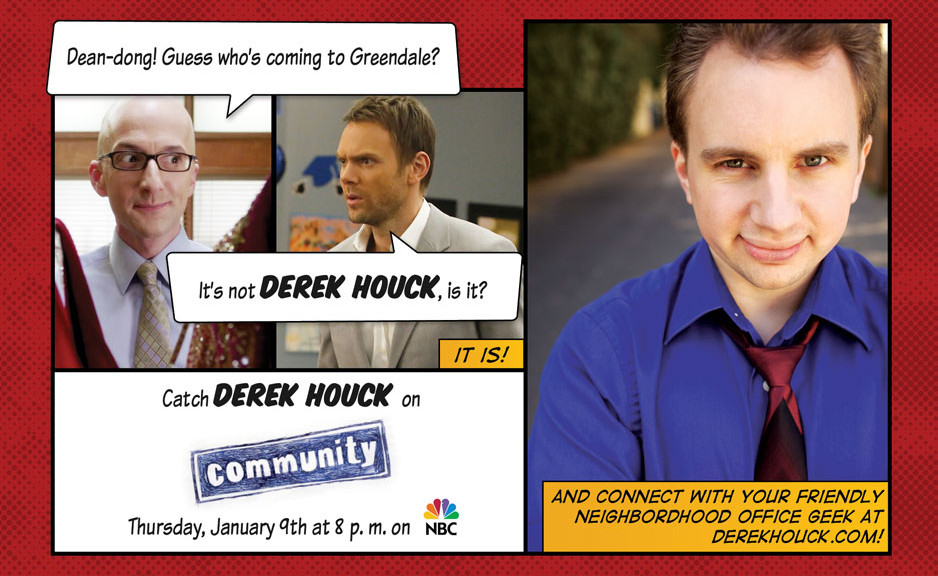 Dean-dong! Guess who's coming to Greendale?
It's not DEREK HOUCK, is it?
IT IS!
Catch DEREK HOUCK on
community
Thursday, January 9th at 8 p. m. on NBC
AND CONNECT WITH YOUR FRIENDLY
NEIGHBORDHOOD OFFICE GEEK AT
DEREKHOUCK.COM!